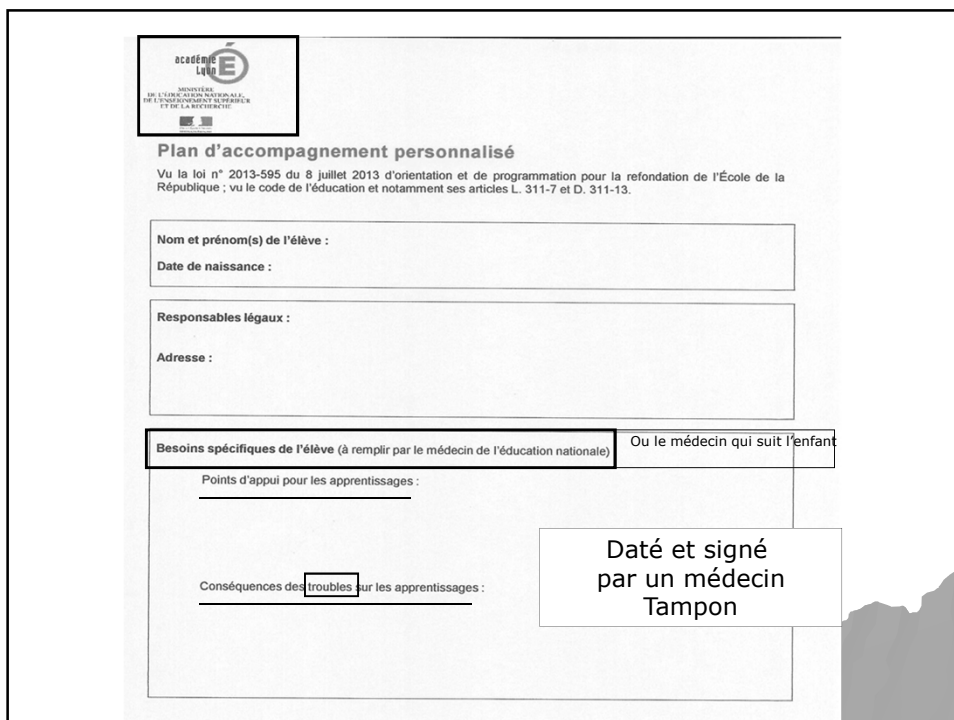 académie
Lyon
MINISTÈRE
DE L'ÉDUCATION NATIONALE,
DE L'ENSEIGNEMENT SUPÉRIEUR
ET DE LA RECHERCHE
Plan d'accompagnement personnalisé
Vu la loi n° 2013-595 du 8 juillet 2013 d'orientation et de programmation pour la refondation de l'École de la
République ; vu le code de l'éducation et notamment ses articles L. 311-7 et D. 311-13.
Nom et prénom(s) de l'élève :
Date de naissance :
Responsables légaux :
Adresse :
Besoins spécifiques de l'élève (à remplir par le médecin de l'éducation nationale)
Ou le médecin qui suit l'enfant
Points d'appui pour les apprentissages :
Daté et signé
par un médecin
Tampon
Conséquences des troubles sur les apprentissages :